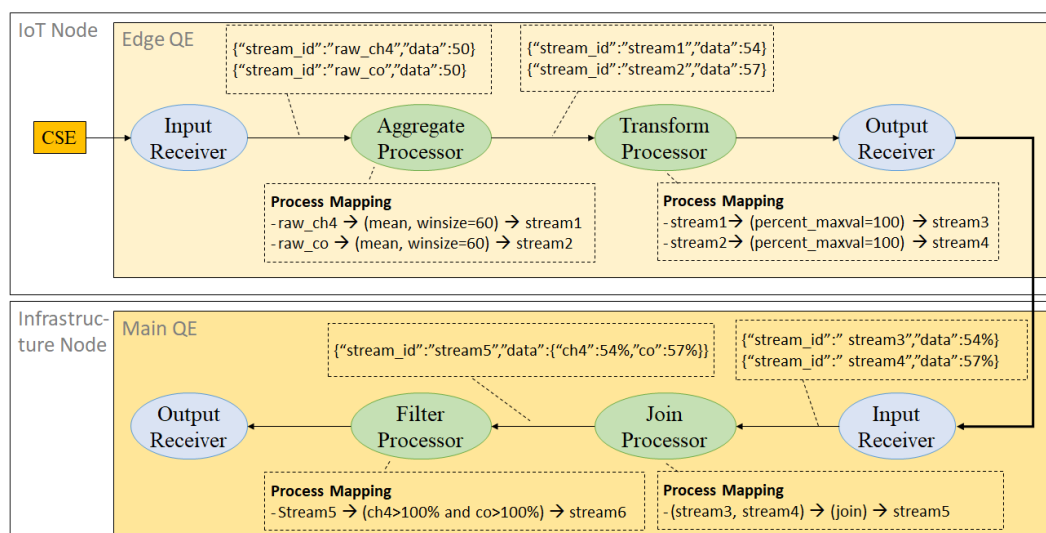 IoT Node
Edge QE
{“stream_id”:”raw_ch4”,”data”:50}
{“stream_id”:”raw_co”,”data”:50}
{“stream_id”:”stream1”,”data”:54}
{“stream_id”:”stream2”,”data”:57}
CSE
Input
Receiver
Aggregate
Processor
Transform
Processor
Output
Receiver
Process Mapping
- raw_ch4 → (mean, winsize=60) → stream1
- raw_co → (mean, winsize=60) → stream2
Process Mapping
- stream1→ (percent_maxval=100) → stream3
- stream2→ (percent_maxval=100) → stream4
Infrastruc-
ture Node
Main QE
{“stream_id”:”stream5”,”data”:{“ch4":54%,”co”:57%}}
{“stream_id”:” stream3”,”data”:54%}
{“stream_id”:” stream4”,”data”:57%}
Output
Receiver
Filter
Processor
Join
Processor
Input
Receiver
Process Mapping
- Stream5 → (ch4>100% and co>100%) → stream6
Process Mapping
- (stream3, stream4) → (join) → stream5